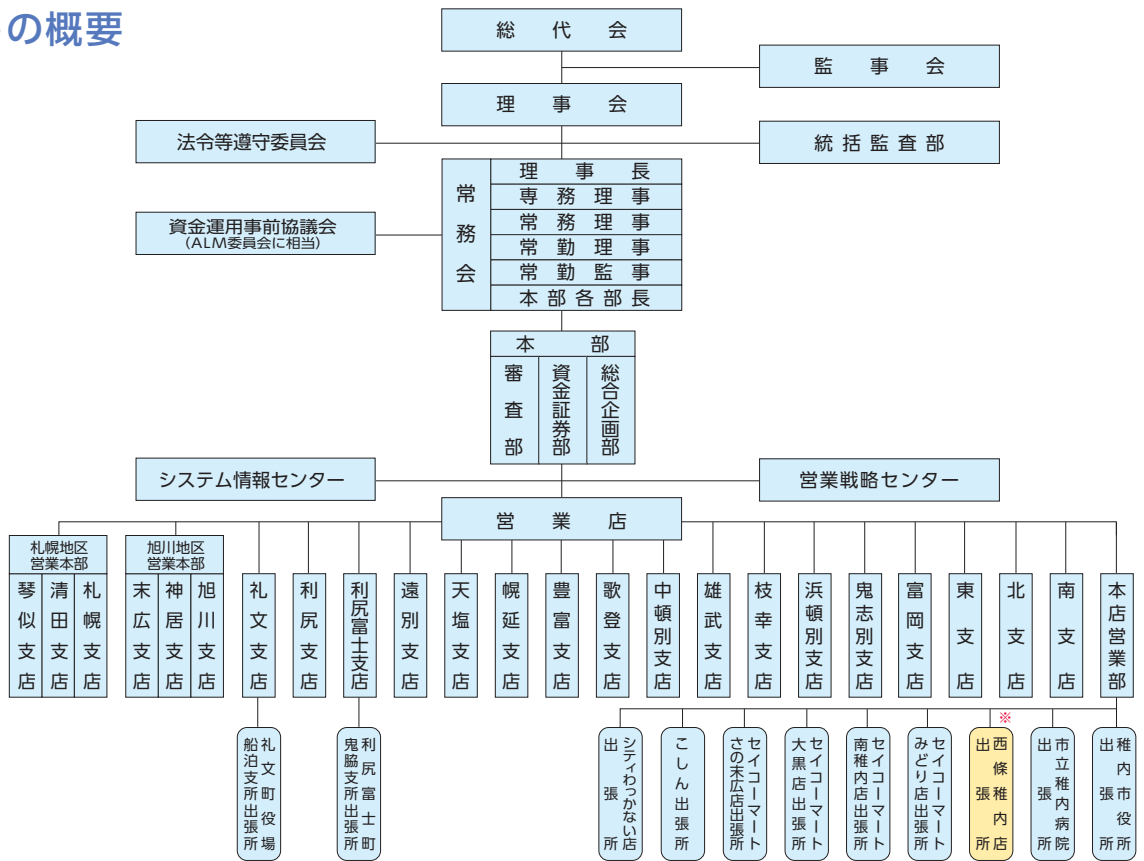 の概要
総代会
監事会
理事会
法令等遵守委員会
統括監査部
常務会
理事長
専務理事
常務理事
常勤理事
常勤監事
本部各部長
資金運用事前協議会
(ALM委員会に相当)
本部
審査部
資金証券部
総合企画部
システム情報センター
営業戦略センター
営業店
札幌地区
営業本部
琴似支店
清田支店
札幌支店
旭川地区
営業本部
末広支店
神居支店
旭川支店
礼文支店
利尻支店
利尻富士支店
遠別支店
天塩支店
幌延支店
豊富支店
歌登支店
中頓別支店
雄武支店
枝幸支店
浜頓別支店
鬼志別支店
富岡支店
東支店
北支店
南支店
本店営業部
礼文町役場
船泊支所出張所
利尻富士町
鬼脇支所出張所
シティわっかない店
出張所
こしん出張所
セイコーマート
さの末広店出張所
セイコーマート
大黒店出張所
セイコーマート
南稚内店出張所
セイコーマート
みどり店出張所
※
西條稚内店
出張所
市立稚内病院
出張所
稚内市役所
出張所